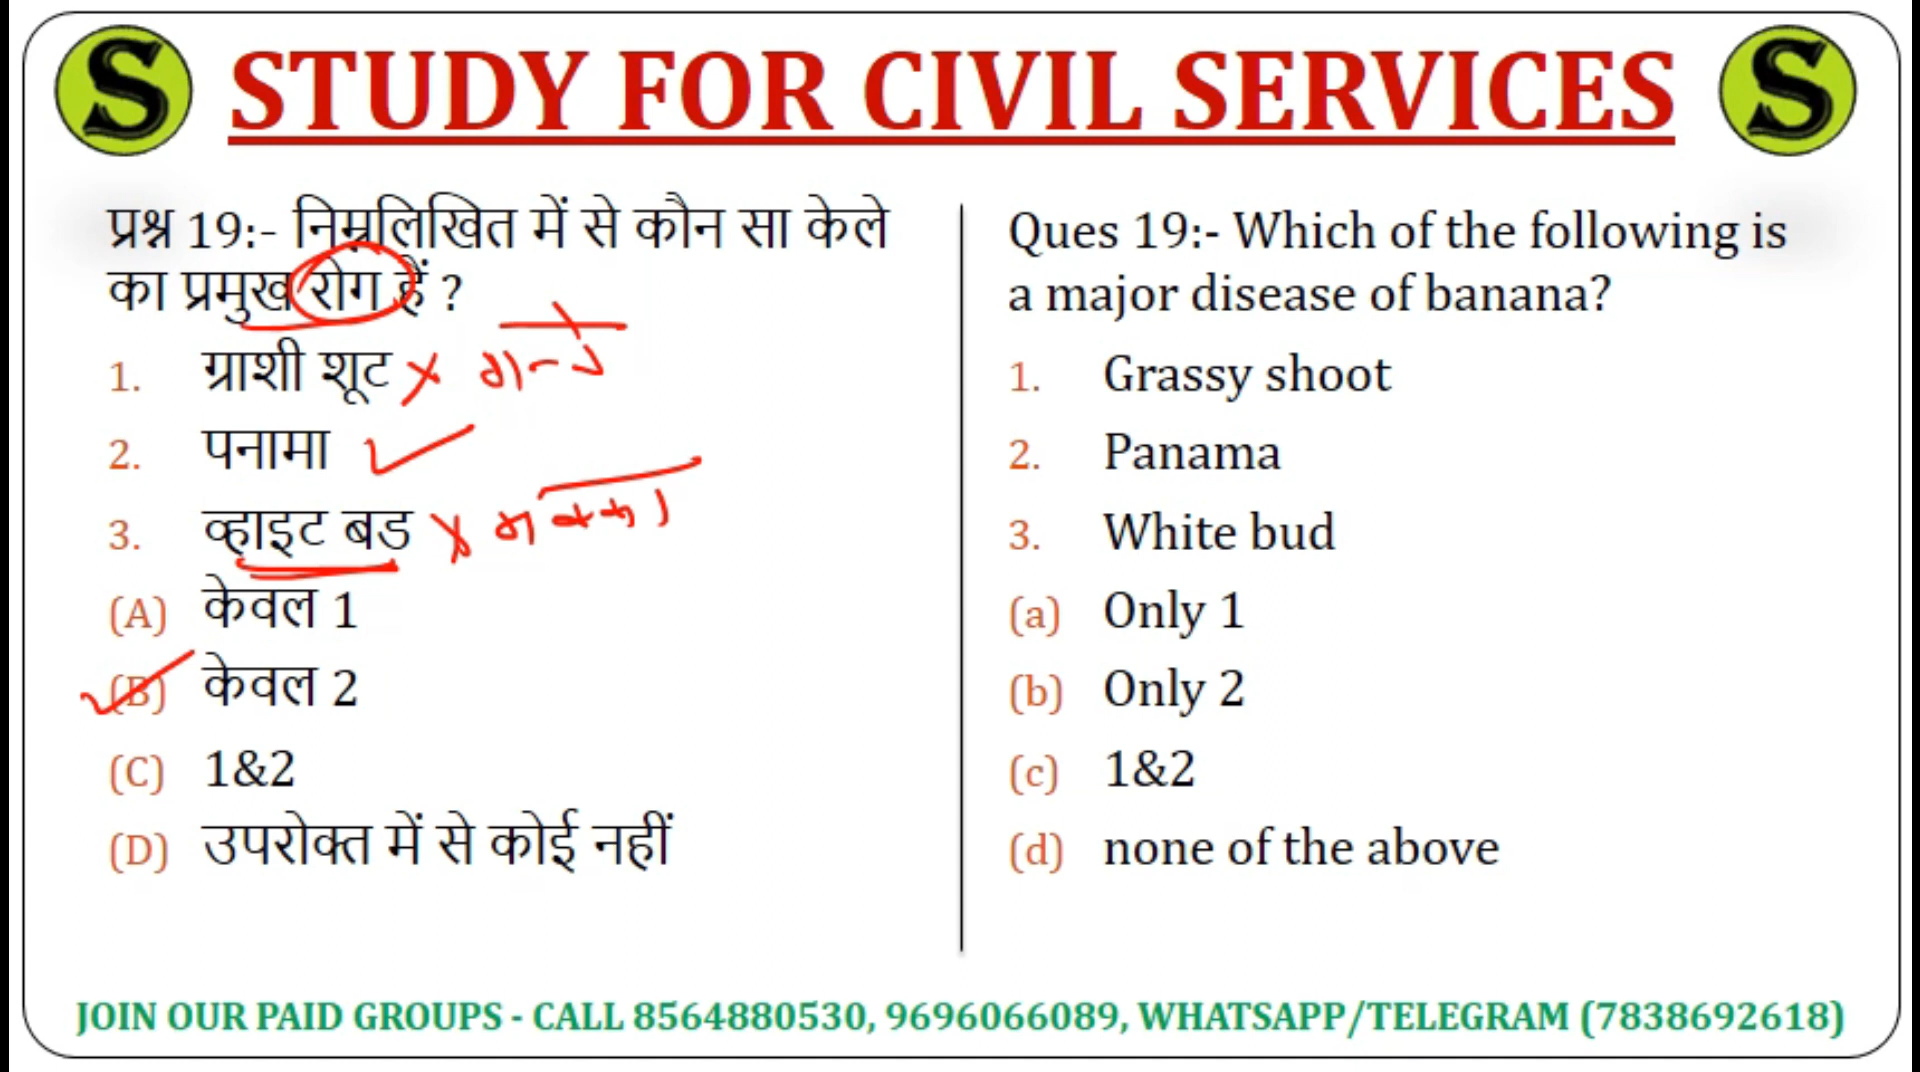 S STUDY FOR CIVIL SERVICES S
प्रश्न 19:- निम्नलिखित में से कौन सा केले
का प्रमुख रोग हैं ?
1. ग्राशी शूट
2. पनामा
3. व्हाइट बड मक्का
(A) केवल 1
(B) केवल 2
(C) 1&2
(D) उपरोक्त में से कोई नहीं
Ques 19:- Which of the following is
a major disease of banana?
1. Grassy shoot
2. Panama
3. White bud
(a) Only 1
(b) Only 2
(c) 1&2
(d) none of the above
JOIN OUR PAID GROUPS - CALL 8564880530, 9696066089, WHATSAPP/TELEGRAM (7838692618)